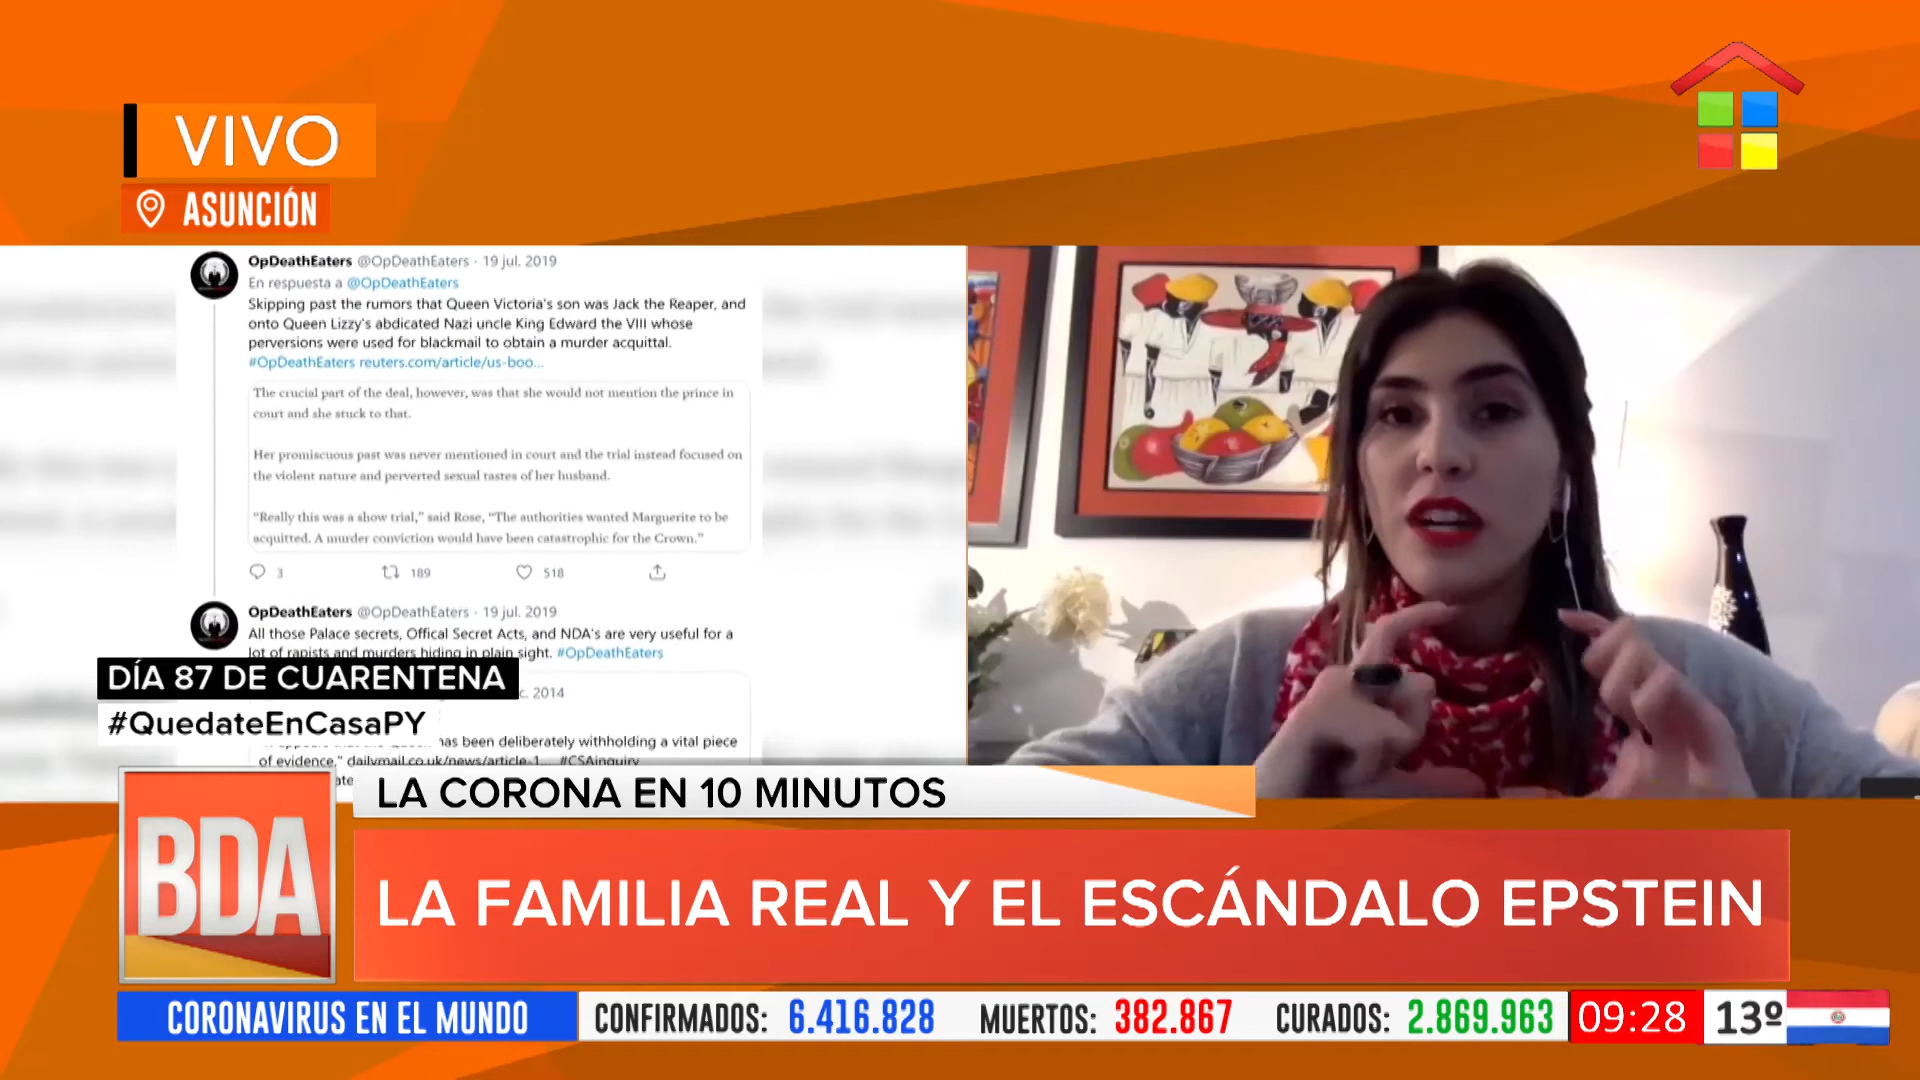 VIVO
ASUNCIÓN
OpDeathEaters @OpDeathEaters · 19 jul. 2019
En respuesta a @OpDeathEaters
Skipping past the rumors that Queen Victoria's son was Jack the Reaper, and
onto Queen Lizzy's abdicated Nazi uncle King Edward the VIII whose
perversions were used for blackmail to obtain a murder acquittal.
#OpDeathEaters reuters.com/article/us-boo...
The crucial part of the deal, however, was that she would not mention the prince in
court and she stuck to that.
Her promiscuous past was never mentioned in court and the trial instead focused on
the violent nature and perverted sexual tastes of her husband.
"Really this was a show trial," said Rose, "The authorities wanted Marguerite to be
acquitted. A murder conviction would have been catastrophic for the Crown."
3 189 518
OpDeathEaters @OpDeathEaters · 19 jul. 2019
All those Palace secrets, Offical Secret Acts, and NDA's are very useful for a
lot of rapists and murders hiding in plain sight. #OpDeathEaters
c. 2014
has been deliberately withholding a vital piece
of evidence." dailymail.co.uk/news/article-1... #CSAinquiry
DÍA 87 DE CUARENTENA
#QuedateEnCasaPY
LA CORONA EN 10 MINUTOS
BDA
LA FAMILIA REAL Y EL ESCÁNDALO EPSTEIN
CORONAVIRUS EN EL MUNDO CONFIRMADOS: 6.416.828 MUERTOS: 382.867 CURADOS: 2.869.963 09:28 13º